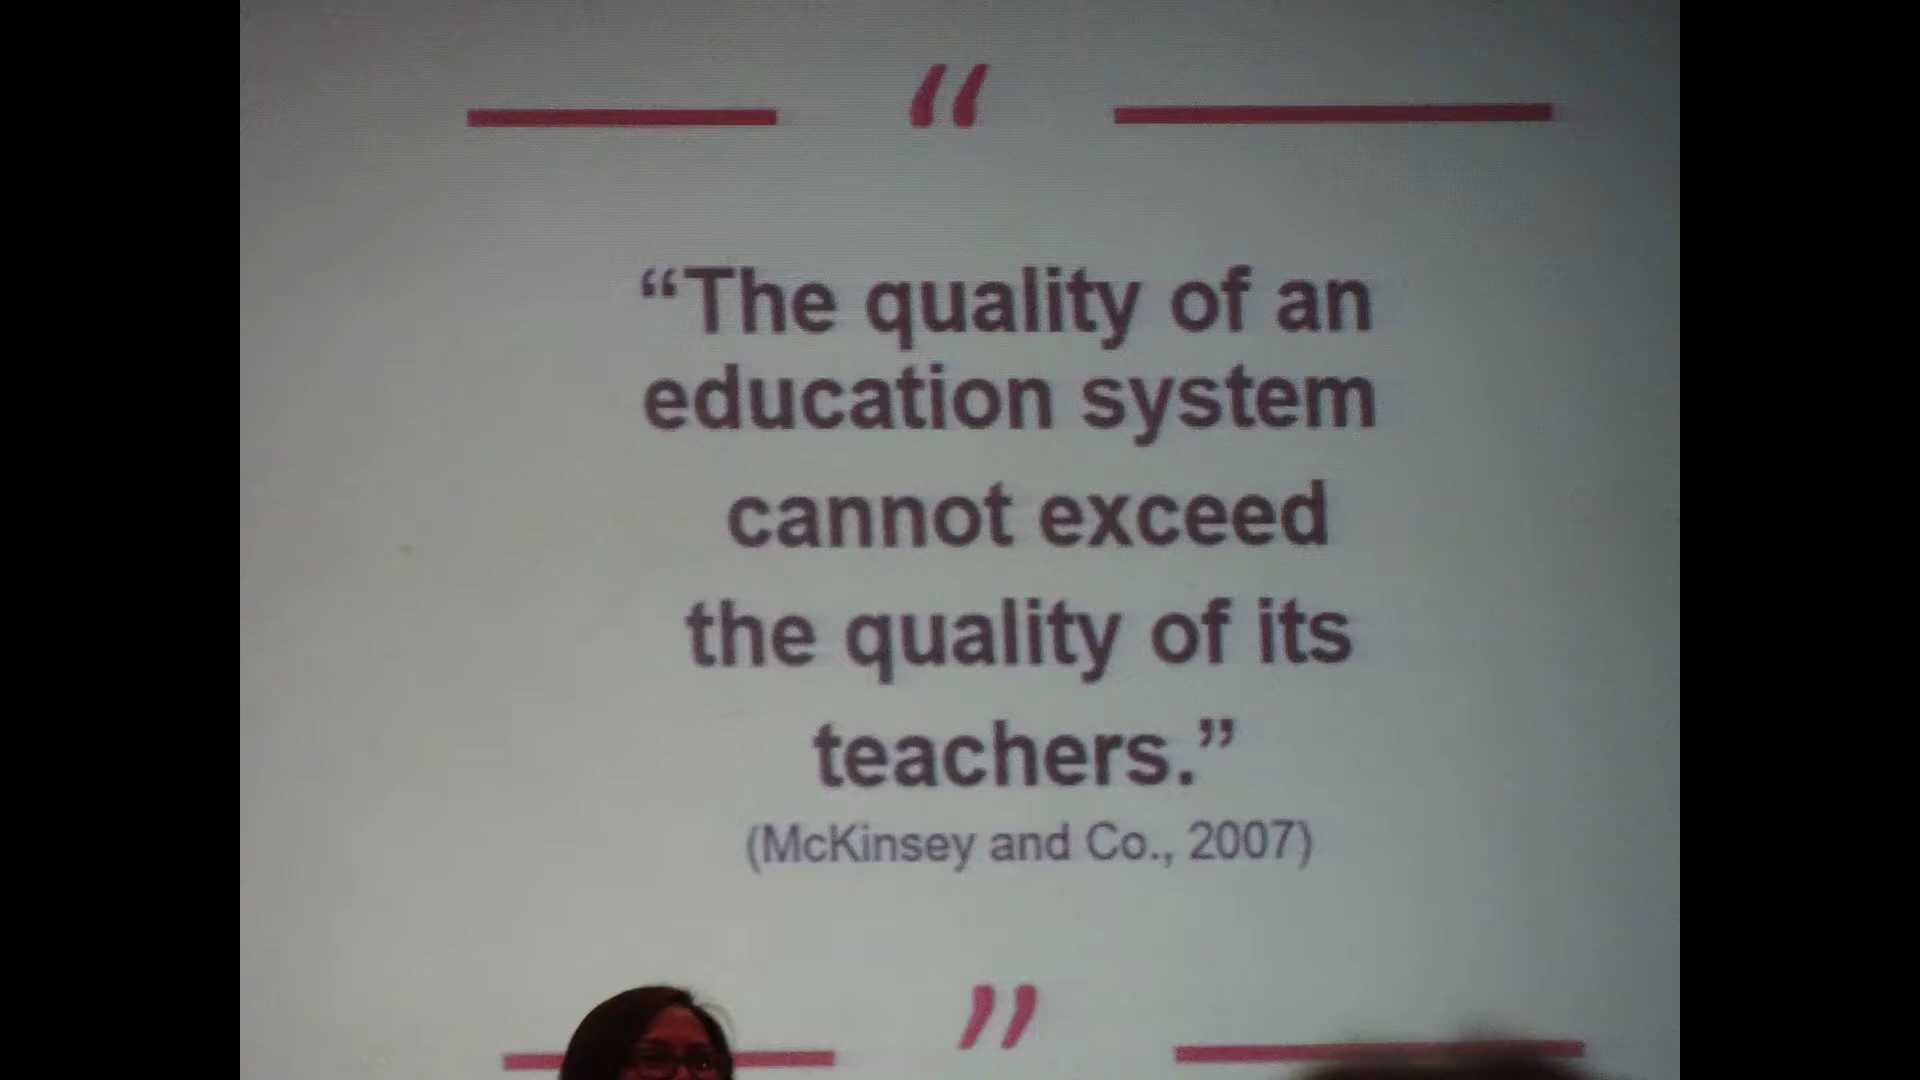 “
“The quality of an
education system
cannot exceed
the quality of its
teachers.”
(McKinsey and Co., 2007)
”